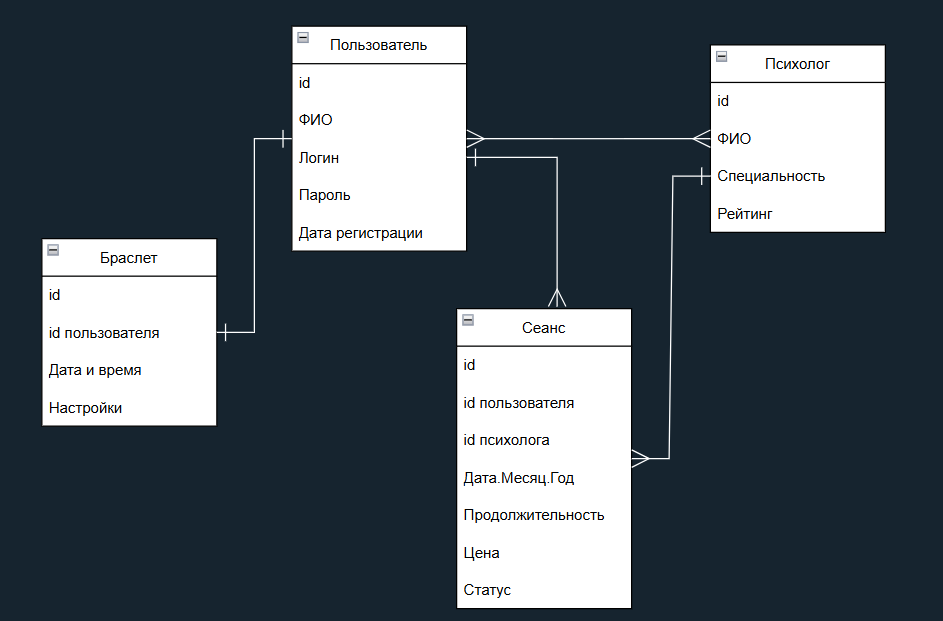 Пользователь
id
ФИО
Логин
Пароль
Дата регистрации
Психолог
id
ФИО
Специальность
Рейтинг
Браслет
id
id пользователя
Дата и время
Настройки
Сеанс
id
id пользователя
id психолога
Дата.Месяц.Год
Продолжительность
Цена
Статус